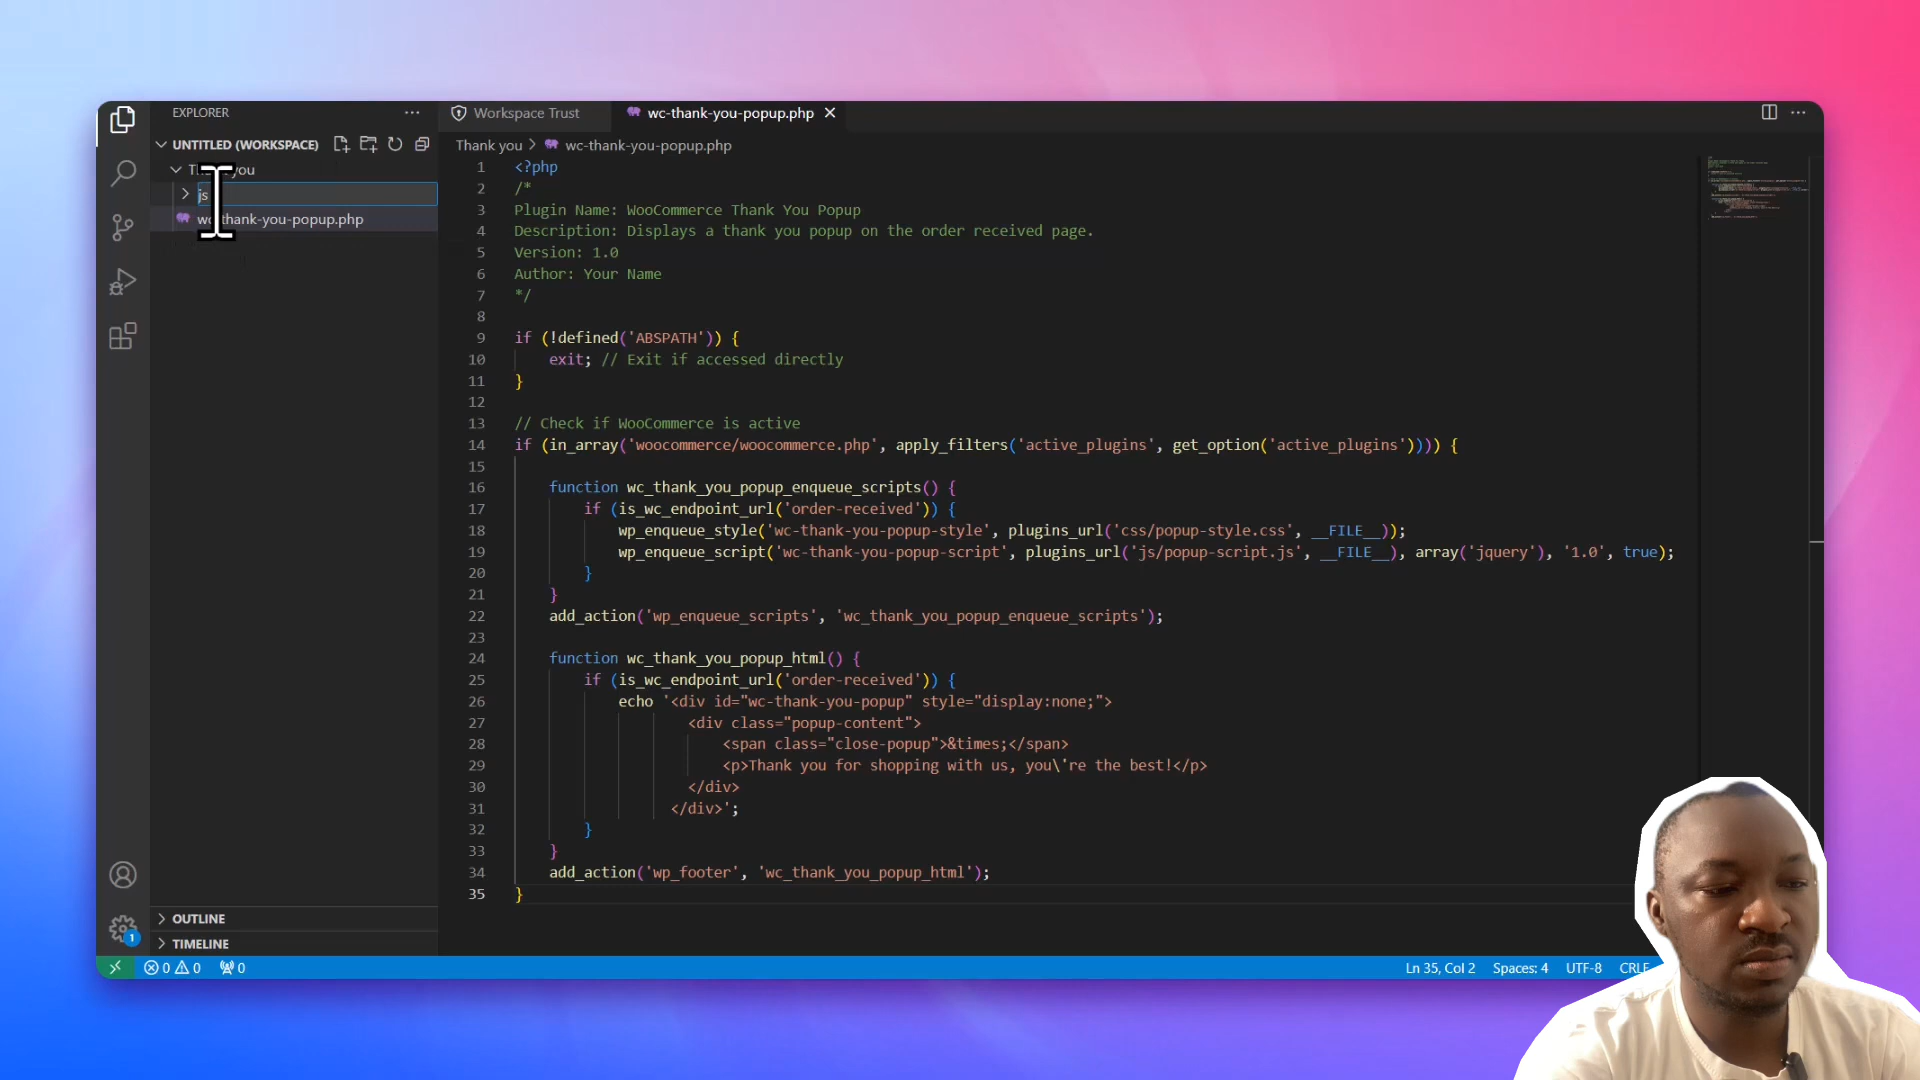 EXPLORER
UNTITLED (WORKSPACE)
Thank you
js
wc-thank-you-popup.php
OUTLINE
TIMELINE
1
0 0 0
Workspace Trust
wc-thank-you-popup.php
Thank you > wc-thank-you-popup.php
1 <?php
2 /*
3 Plugin Name: WooCommerce Thank You Popup
4 Description: Displays a thank you popup on the order received page.
5 Version: 1.0
6 Author: Your Name
7 */
8
9 if (!defined('ABSPATH')) {
10 exit; // Exit if accessed directly
11 }
12
13 // Check if WooCommerce is active
14 if (in_array('woocommerce/woocommerce.php', apply_filters('active_plugins', get_option('active_plugins')))) {
15
16 function wc_thank_you_popup_enqueue_scripts() {
17 if (is_wc_endpoint_url('order-received')) {
18 wp_enqueue_style('wc-thank-you-popup-style', plugins_url('css/popup-style.css', __FILE__));
19 wp_enqueue_script('wc-thank-you-popup-script', plugins_url('js/popup-script.js', __FILE__), array('jquery'), '1.0', true);
20 }
21 }
22 add_action('wp_enqueue_scripts', 'wc_thank_you_popup_enqueue_scripts');
23
24 function wc_thank_you_popup_html() {
25 if (is_wc_endpoint_url('order-received')) {
26 echo '<div id="wc-thank-you-popup" style="display:none;">
27 <div class="popup-content">
28 <span class="close-popup">&times;</span>
29 <p>Thank you for shopping with us, you\'re the best!</p>
30 </div>
31 </div>';
32 }
33 }
34 add_action('wp_footer', 'wc_thank_you_popup_html');
35 }
Ln 35, Col 2 Spaces: 4 UTF-8 CRLF